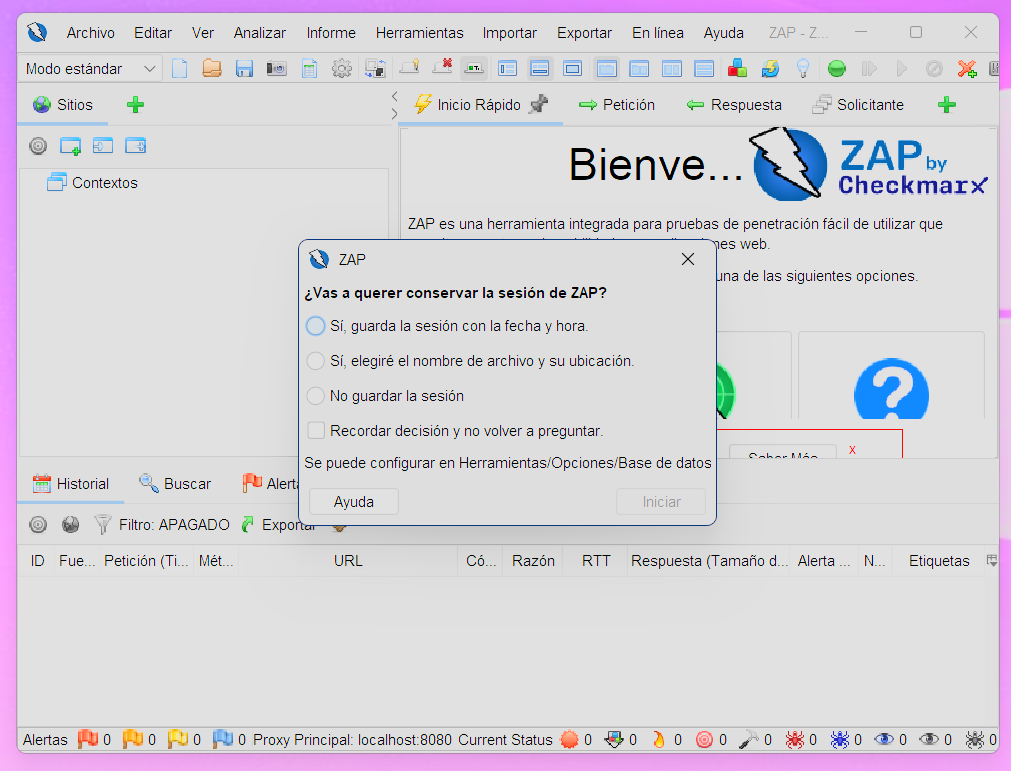 Archivo Editar Ver Analizar Informe Herramientas Importar Exportar En línea Ayuda ZAP - Z...
Modo estándar
Sitios
Inicio Rápido Petición Respuesta Solicitante
Contextos
Bienve...
ZAP by
Checkmarx
ZAP es una herramienta integrada para pruebas de penetración fácil de utilizar que
web.
una de las siguientes opciones.
ZAP
¿Vas a querer conservar la sesión de ZAP?
Sí, guarda la sesión con la fecha y hora.
Sí, elegiré el nombre de archivo y su ubicación.
No guardar la sesión
Recordar decisión y no volver a preguntar.
Se puede configurar en Herramientas/Opciones/Base de datos
Ayuda Iniciar
Saber Más X
Historial Buscar Alerta
Filtro: APAGADO Exportar
ID Fue... Petición (Ti... Mét... URL Có... Razón RTT Respuesta (Tamaño d... Alerta ... N... Etiquetas
Alertas 0 0 0 0 Proxy Principal: localhost:8080 Current Status 0 0 0 0 0 0 0 0 0 0